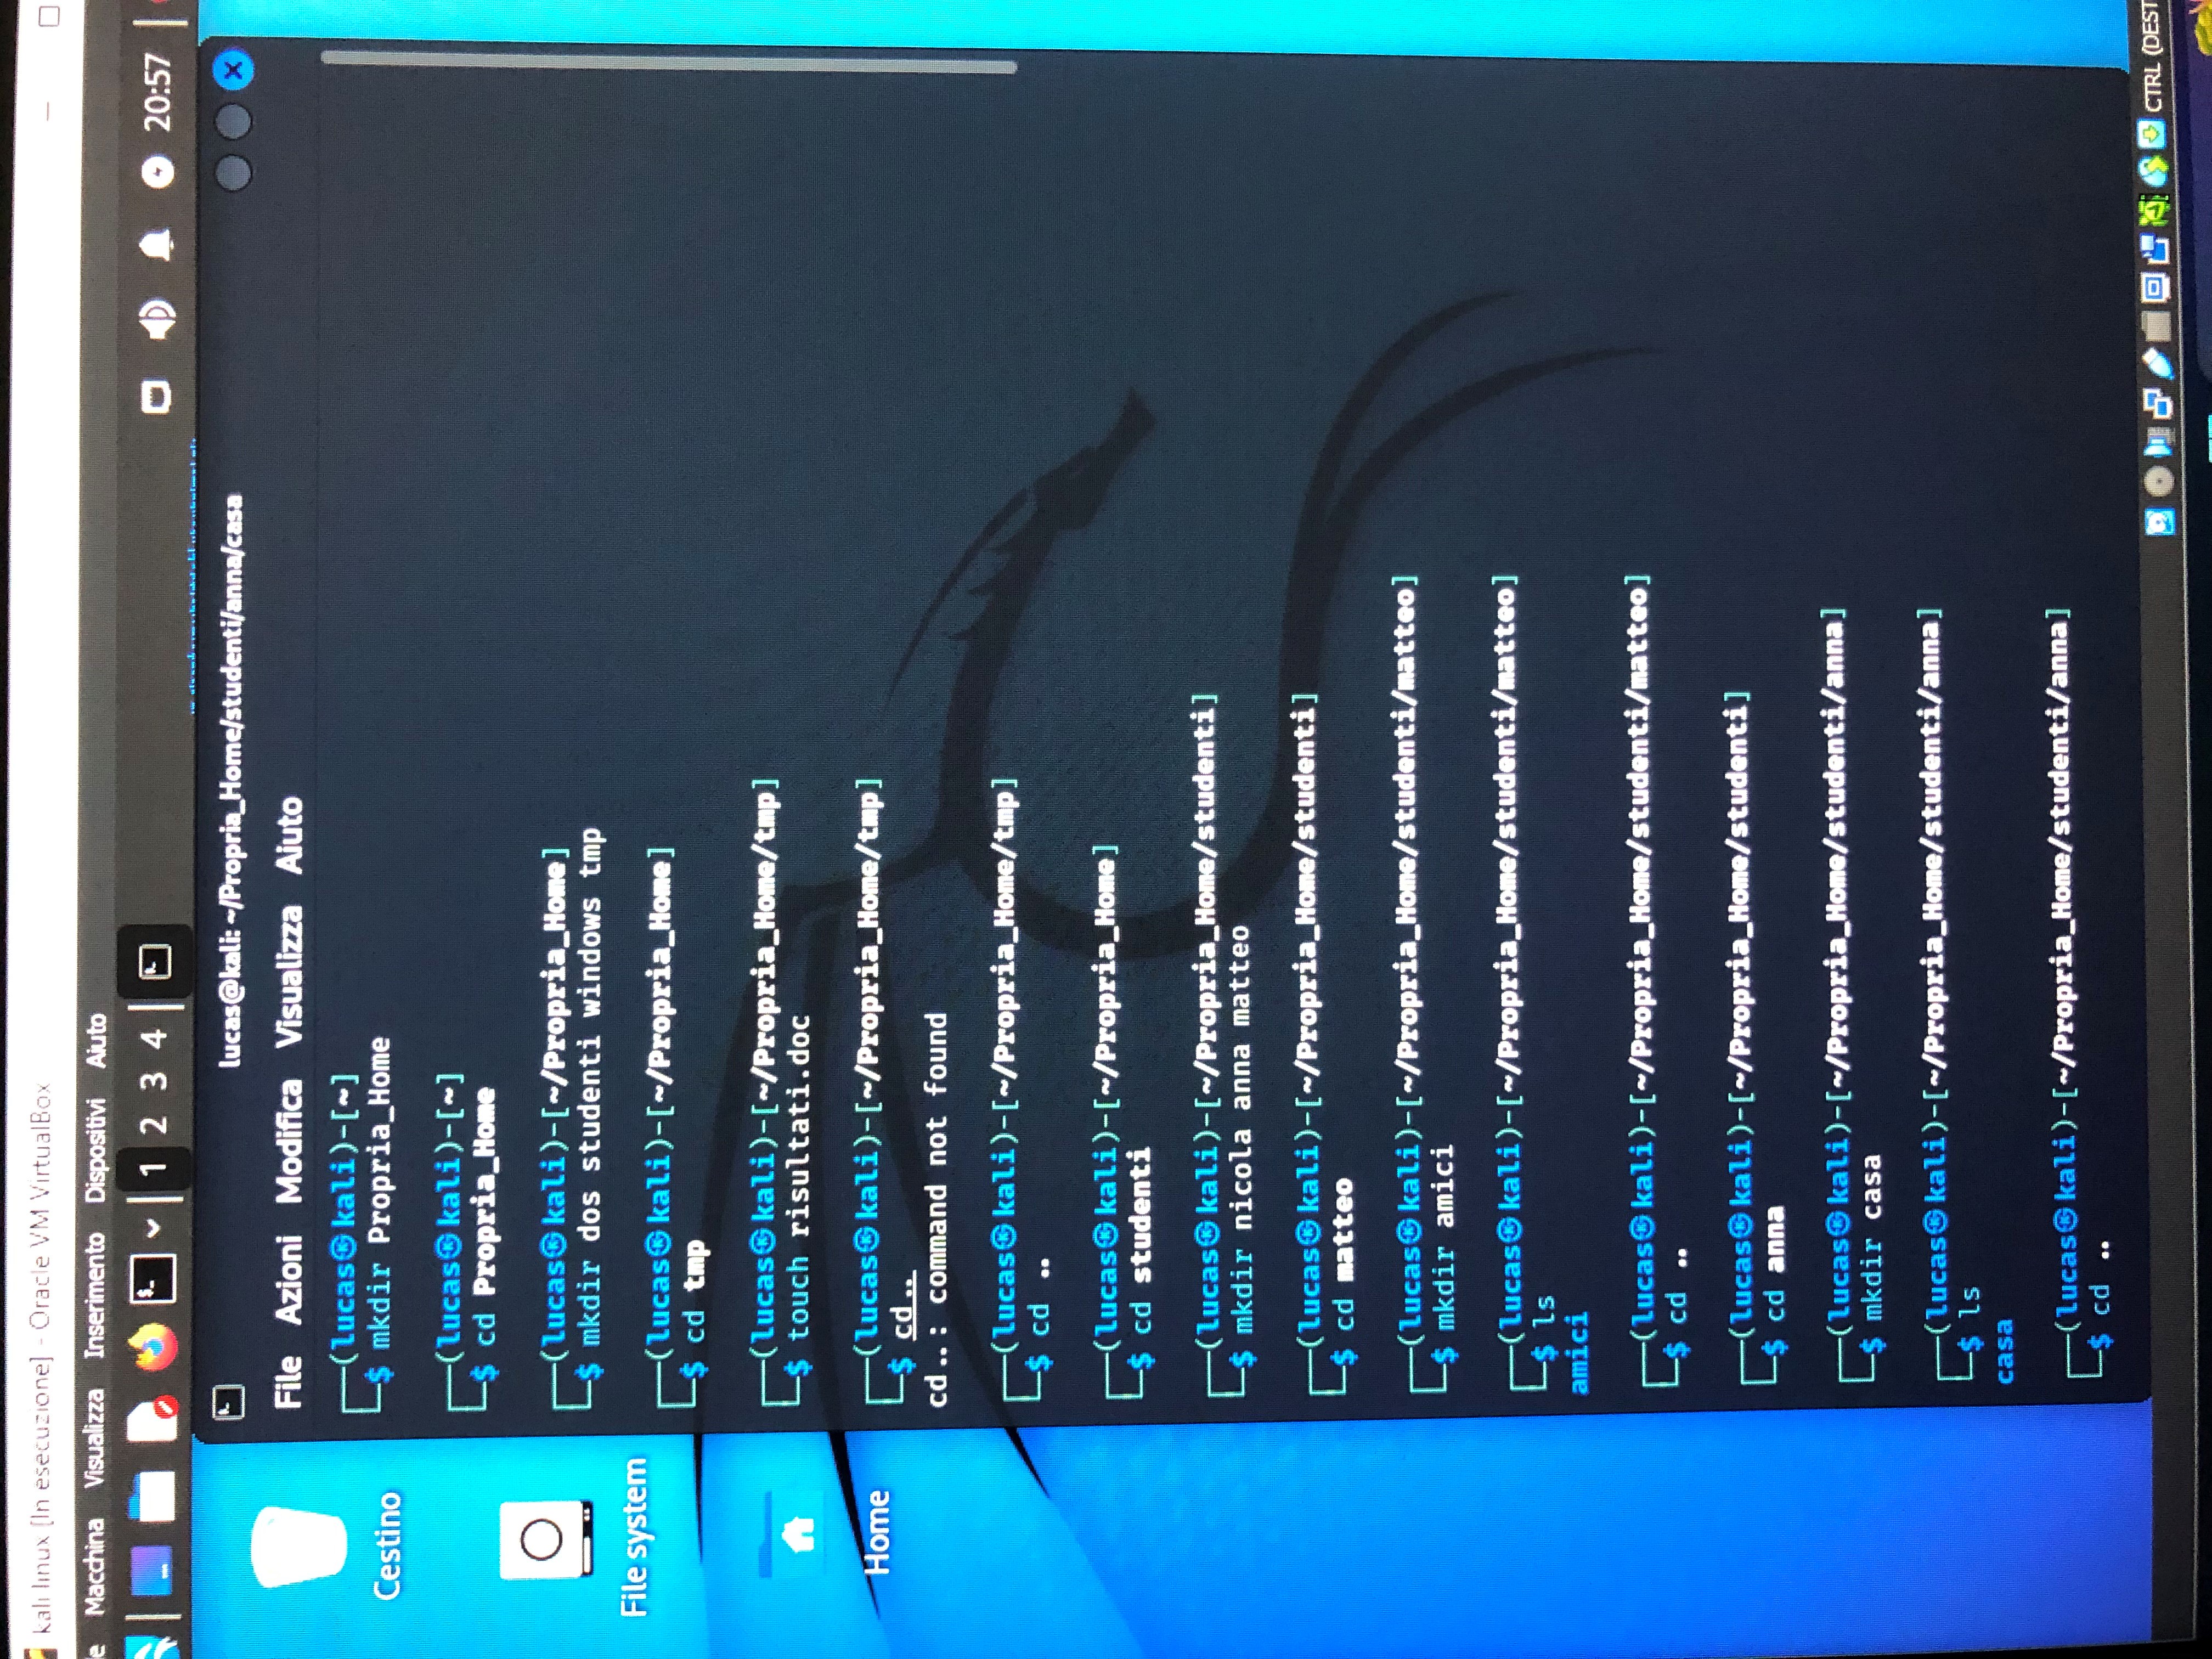 kali linux [In esecuzione] - Oracle VM VirtualBox
Macchina Visualizza Inserimento Dispositivi Aiuto
1 2 3 4 20:57
lucas@kali: ~/Propria_Home/studenti/anna/casa
File Azioni Modifica Visualizza Aiuto
Cestino
File system
Home
(lucas㉿kali)-[~]
$ mkdir Propria_Home
(lucas㉿kali)-[~]
$ cd Propria_Home
(lucas㉿kali)-[~/Propria_Home]
$ mkdir dos studenti windows tmp
(lucas㉿kali)-[~/Propria_Home]
$ cd tmp
(lucas㉿kali)-[~/Propria_Home/tmp]
$ touch risultati.doc
(lucas㉿kali)-[~/Propria_Home/tmp]
$ cd..
cd..: command not found
(lucas㉿kali)-[~/Propria_Home/tmp]
$ cd ..
(lucas㉿kali)-[~/Propria_Home]
$ cd studenti
(lucas㉿kali)-[~/Propria_Home/studenti]
$ mkdir nicola anna matteo
(lucas㉿kali)-[~/Propria_Home/studenti]
$ cd matteo
(lucas㉿kali)-[~/Propria_Home/studenti/matteo]
$ mkdir amici
(lucas㉿kali)-[~/Propria_Home/studenti/matteo]
$ ls
amici
(lucas㉿kali)-[~/Propria_Home/studenti/matteo]
$ cd ..
(lucas㉿kali)-[~/Propria_Home/studenti]
$ cd anna
(lucas㉿kali)-[~/Propria_Home/studenti/anna]
$ mkdir casa
(lucas㉿kali)-[~/Propria_Home/studenti/anna]
$ ls
casa
(lucas㉿kali)-[~/Propria_Home/studenti/anna]
$ cd ..
CTRL (DEST